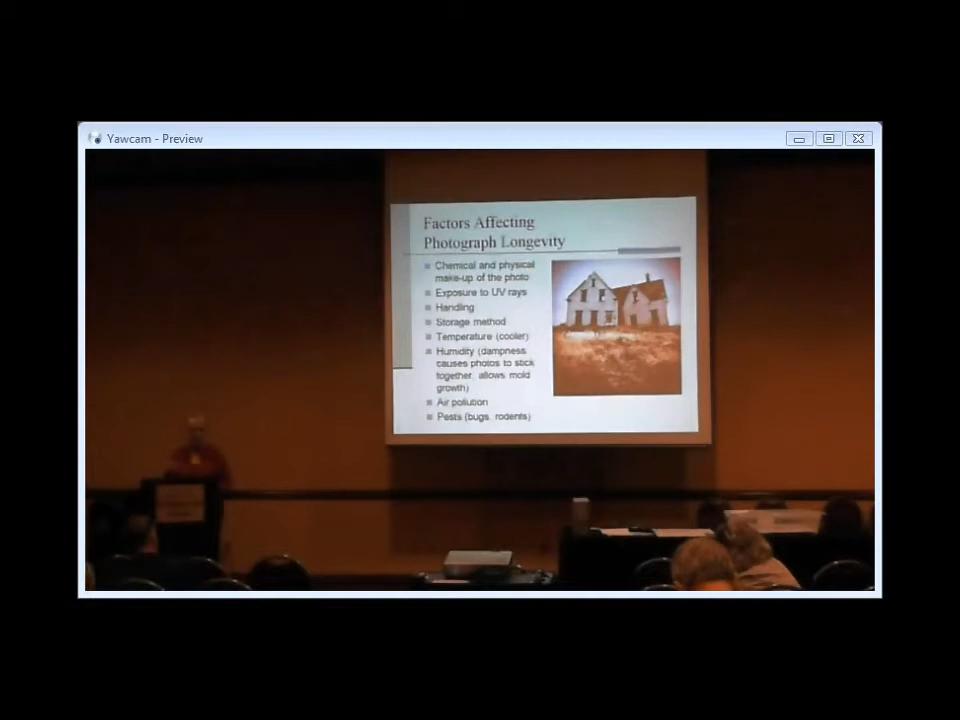 Yawcam - Preview
Factors Affecting
Photograph Longevity
Chemical and physical
make-up of the photo
Exposure to UV rays
Handling
Storage method
Temperature (cooler)
Humidity (dampness
causes photos to stick
together, allows mold
growth)
Air pollution
Pests (bugs, rodents)